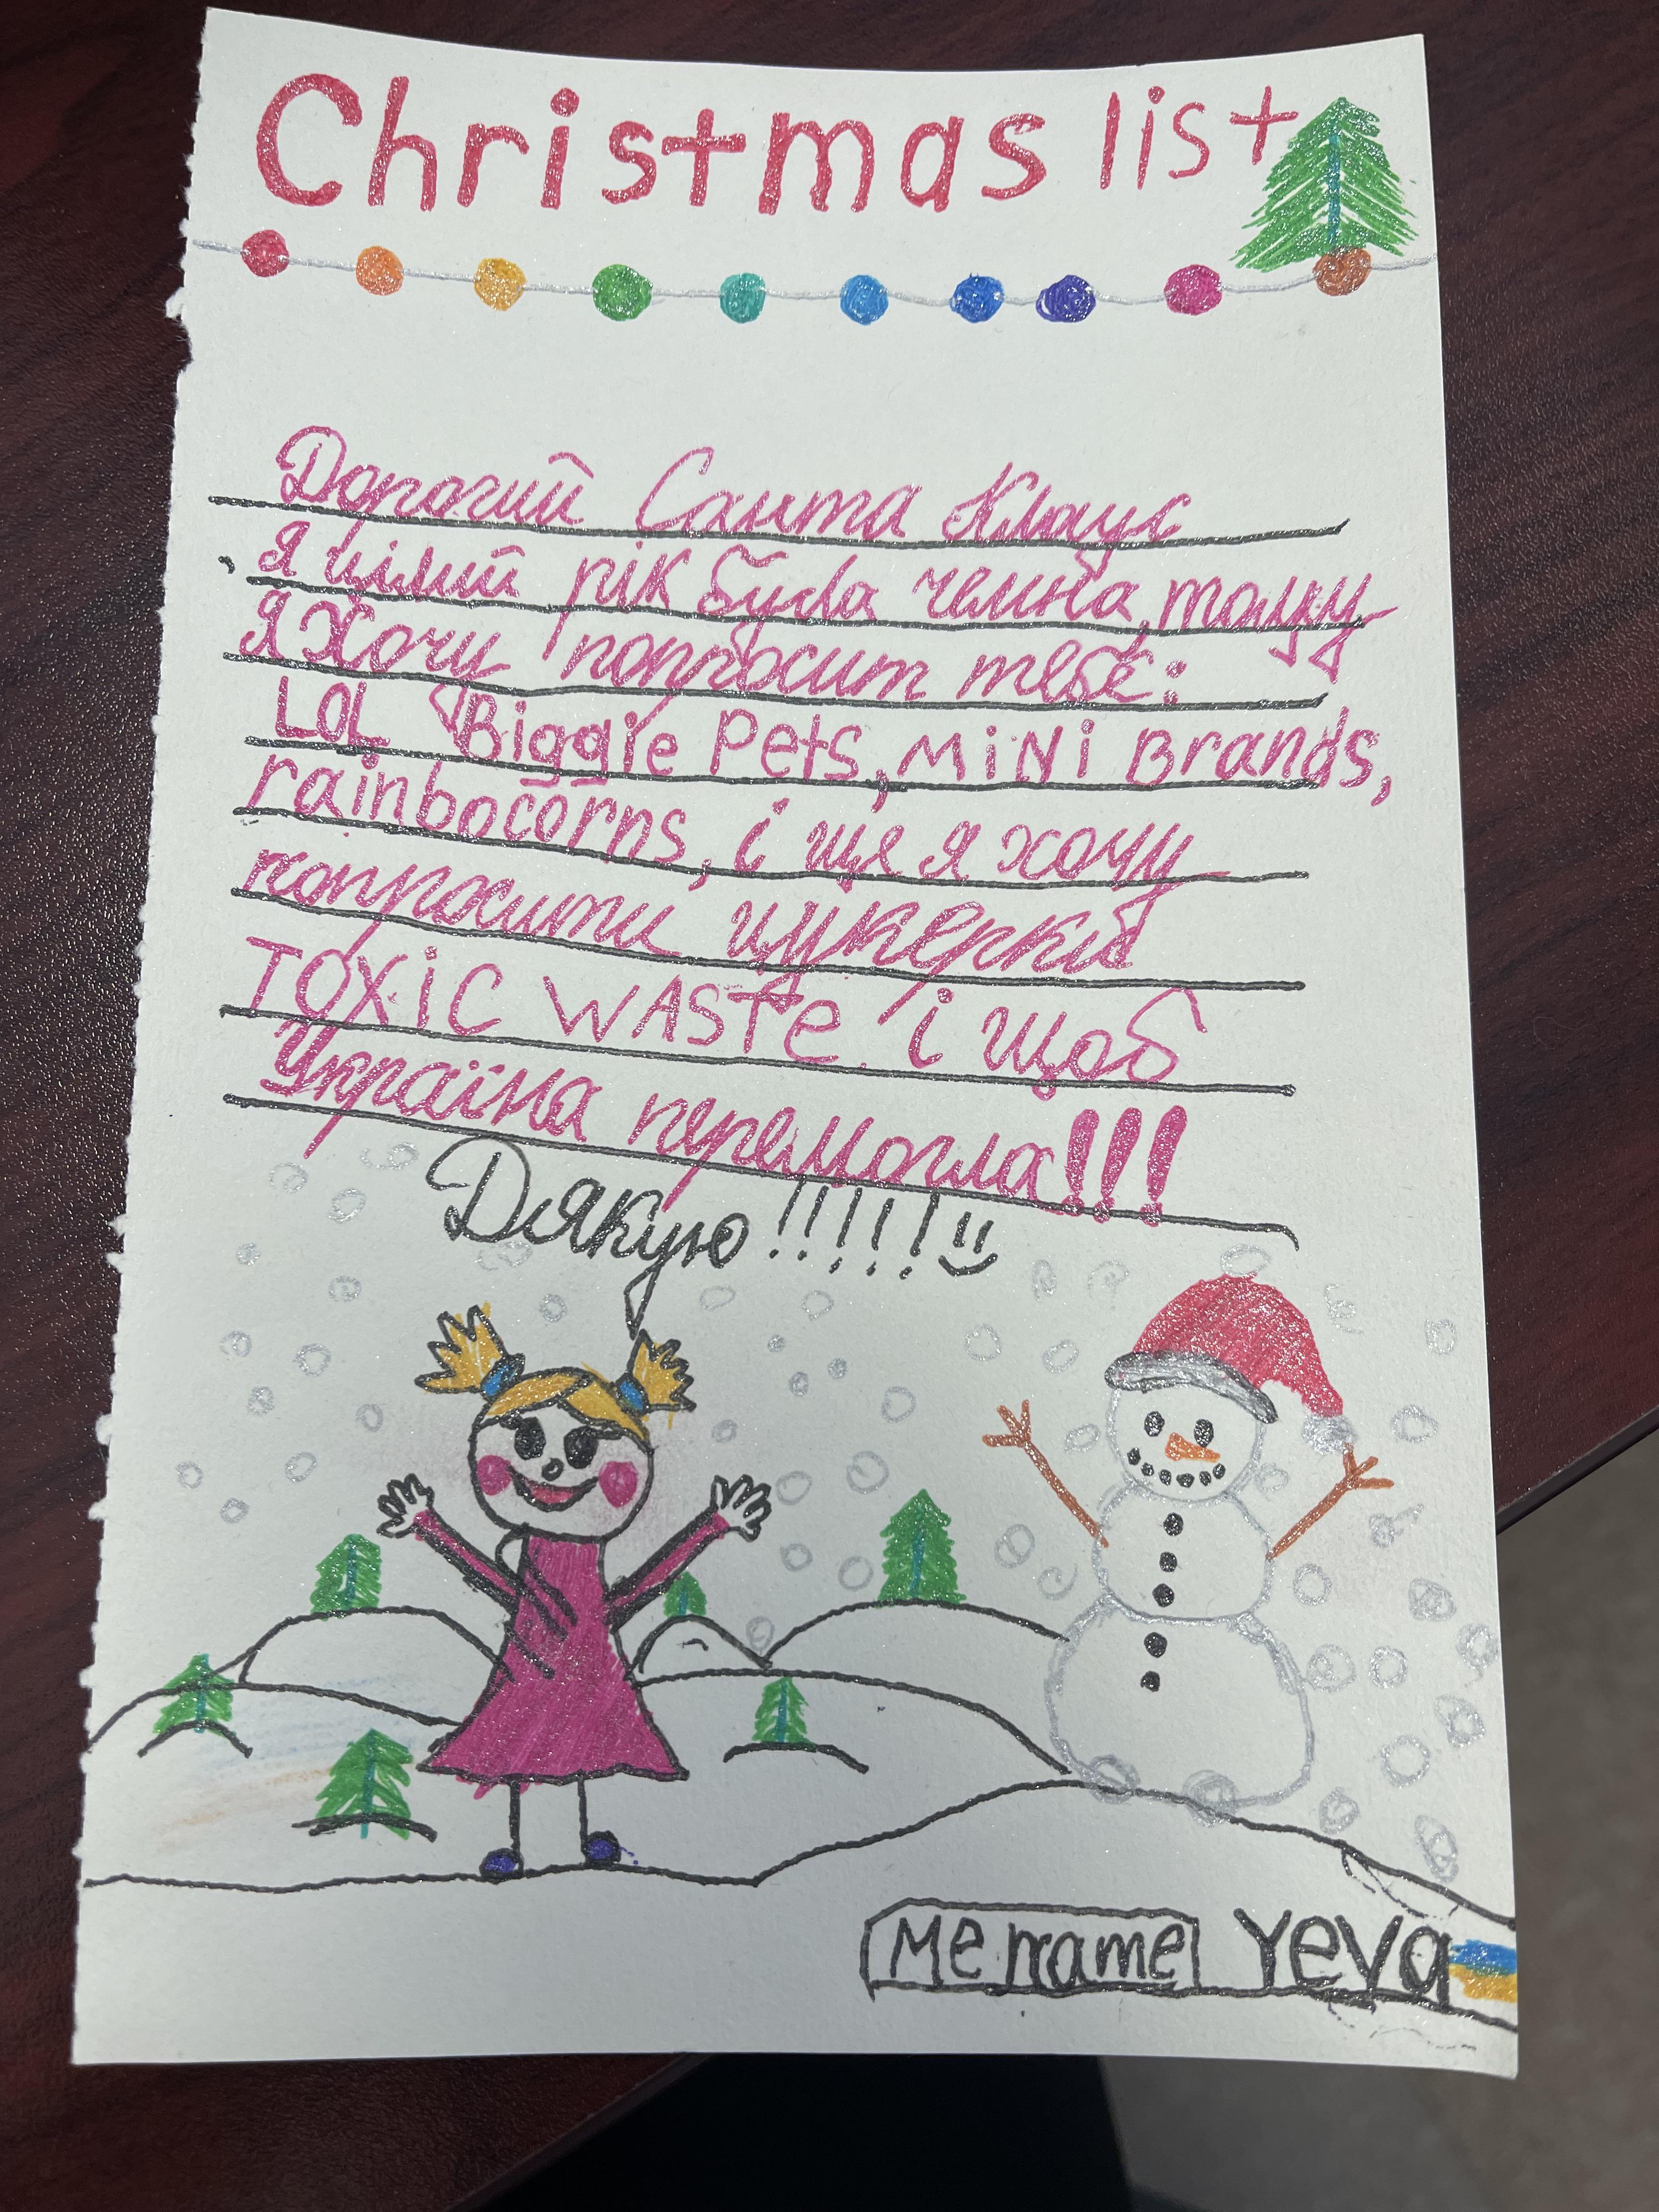 Christmas list
Дорогий Санта Клаус
я цілий рік була чемна, тому
я хочу попросит тебе:
LOL Biggie Pets, MiNi Brands,
rainbocorns, і ще я хочу
попросити цукерків
TOXiC WASTe і щоб
Україна перемогла!!!
Дякую!!!!!
Me name Yeva